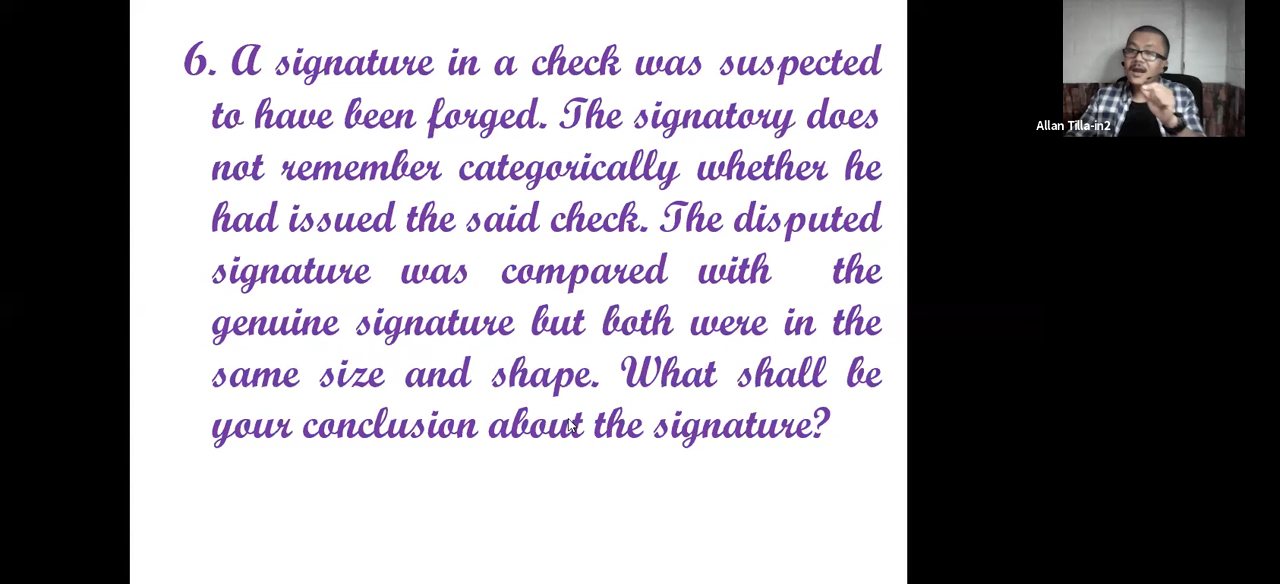 6. A signature in a check was suspected
to have been forged. The signatory does
not remember categorically whether he
had issued the said check. The disputed
signature was compared with the
genuine signature but both were in the
same size and shape. What shall be
your conclusion about the signature?
Allan Tilla-in2